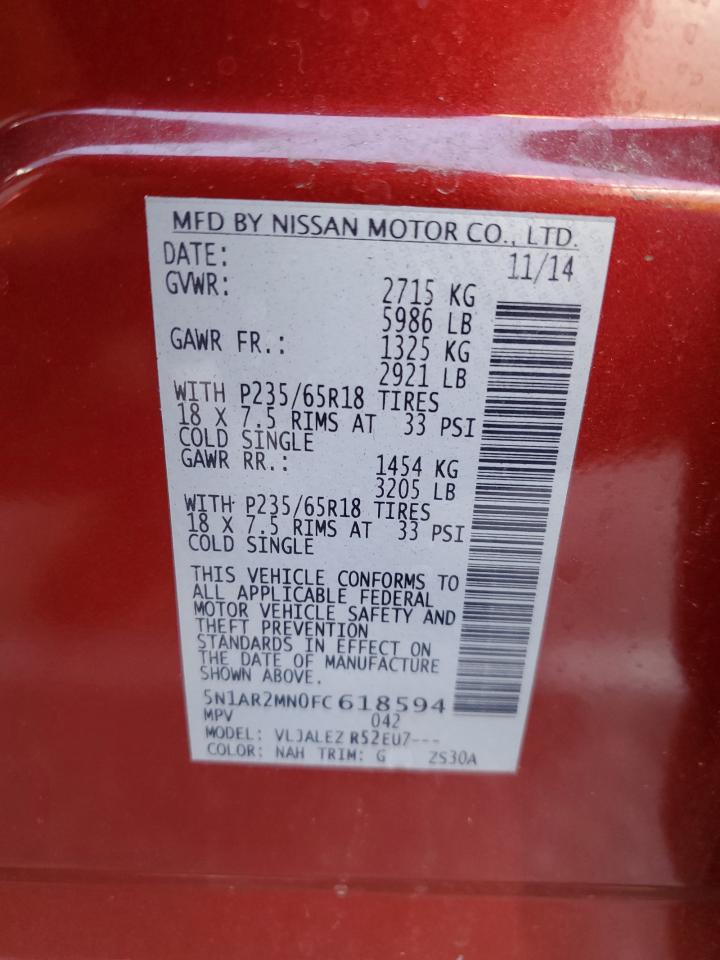 MFD BY NISSAN MOTOR CO., LTD.
DATE: 11/14
GVWR: 2715 KG
5986 LB
GAWR FR.: 1325 KG
2921 LB
WITH P235/65R18 TIRES
18 X 7.5 RIMS AT 33 PSI
COLD SINGLE
GAWR RR.: 1454 KG
3205 LB
WITH P235/65R18 TIRES
18 X 7.5 RIMS AT 33 PSI
COLD SINGLE
THIS VEHICLE CONFORMS TO
ALL APPLICABLE FEDERAL
MOTOR VEHICLE SAFETY AND
THEFT PREVENTION
STANDARDS IN EFFECT ON
THE DATE OF MANUFACTURE
SHOWN ABOVE.
5N1AR2MN0FC618594
MPV 042
MODEL: VLJALEZ R52EU7---
COLOR: NAH TRIM: G ZS30A